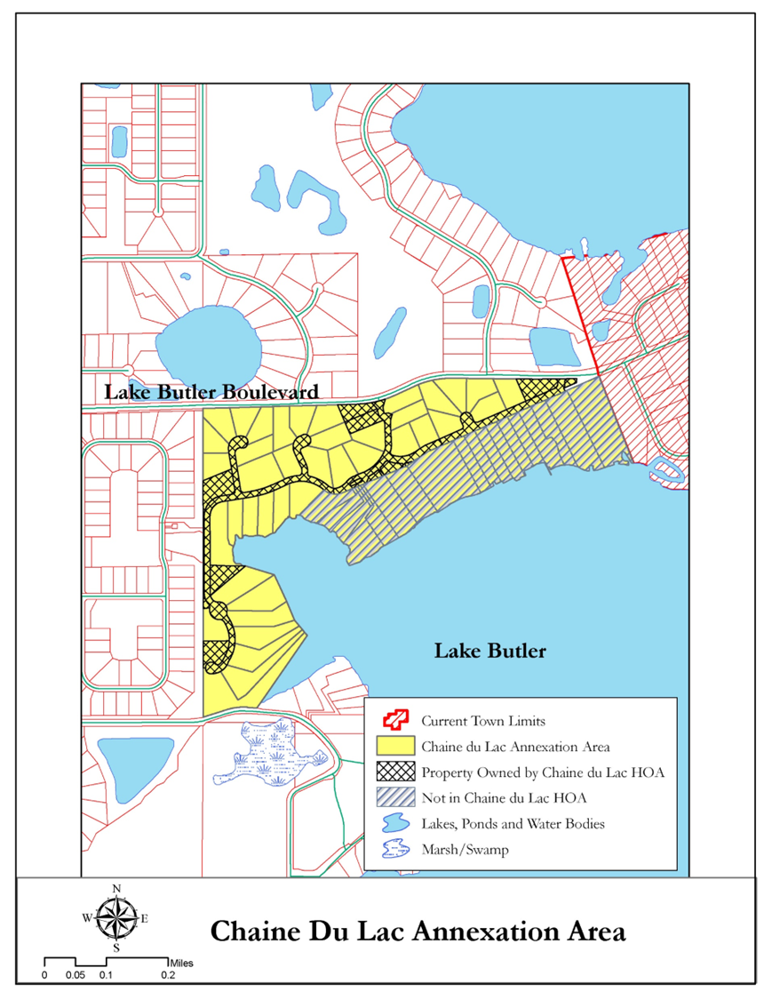 Lake Butler Boulevard
Lake Butler
Current Town Limits
Chaine du Lac Annexation Area
Property Owned by Chaine du Lac HOA
Not in Chaine du Lac HOA
Lakes, Ponds and Water Bodies
Marsh/Swamp
N
W E
S
Chaine Du Lac Annexation Area
Miles
0 0.05 0.1 0.2